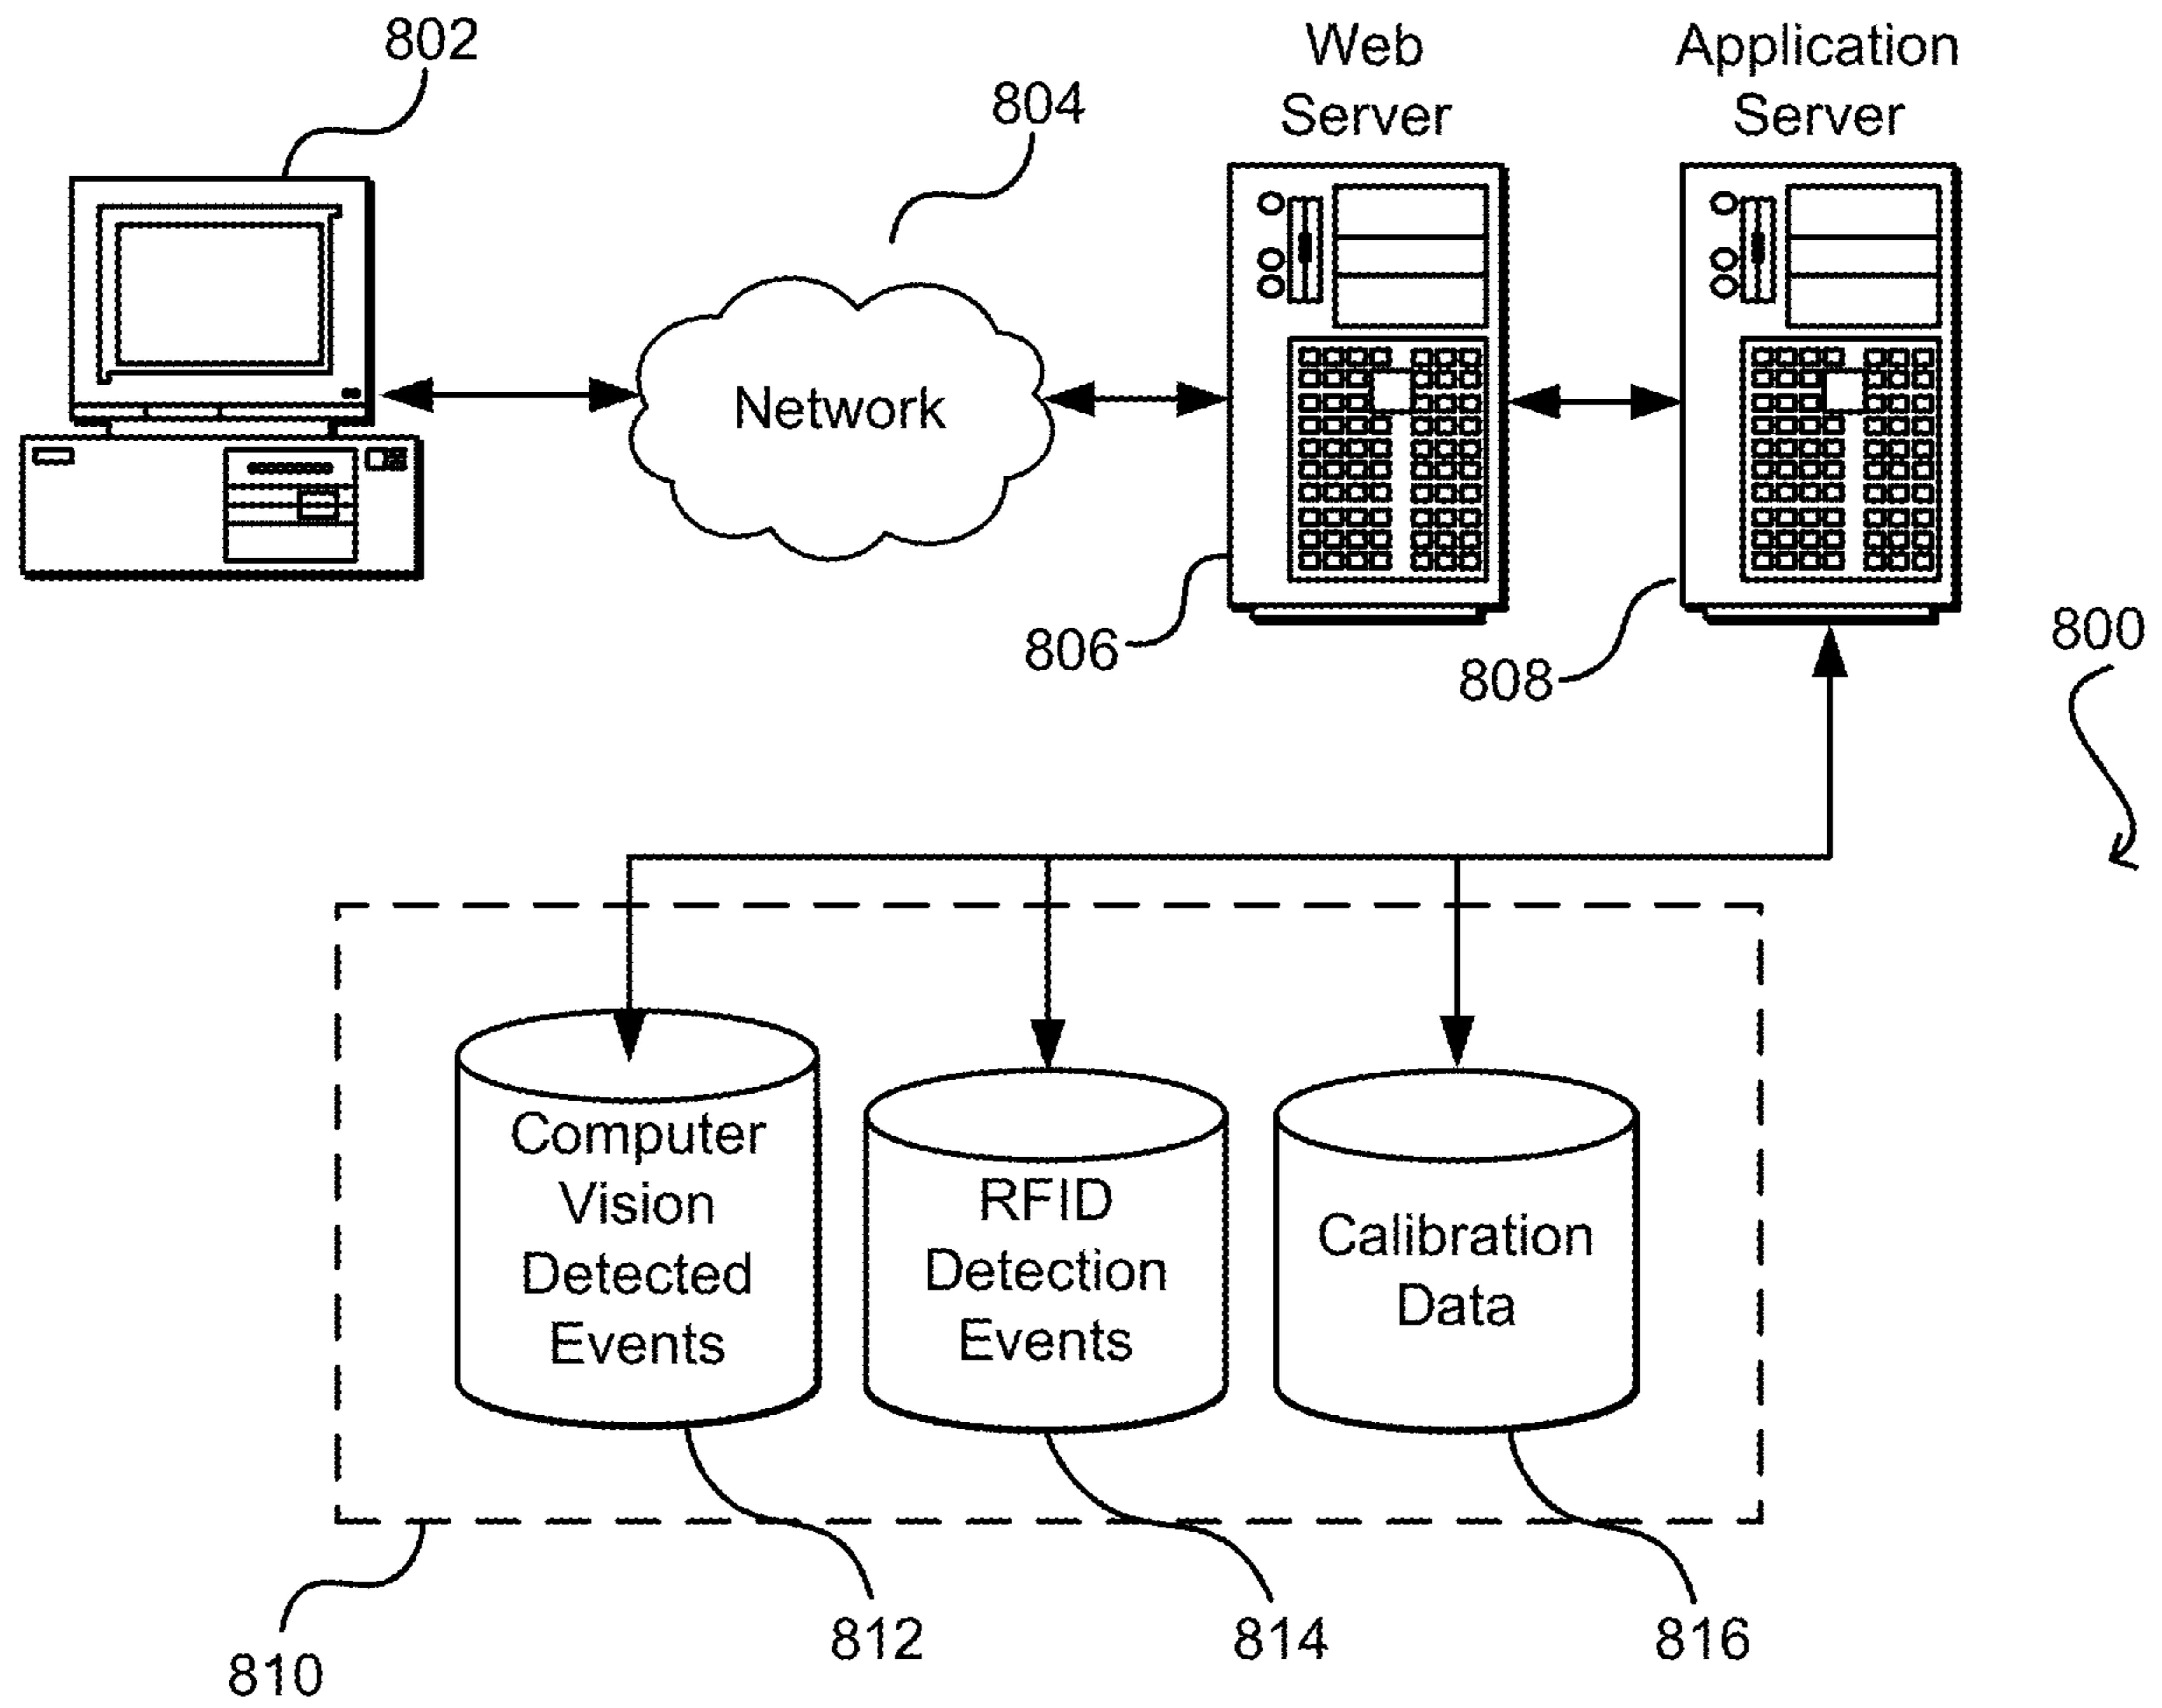 802
804
Web
Server
Application
Server
Network
806
808
800
Computer
Vision
Detected
Events
RFID
Detection
Events
Calibration
Data
810
812
814
816